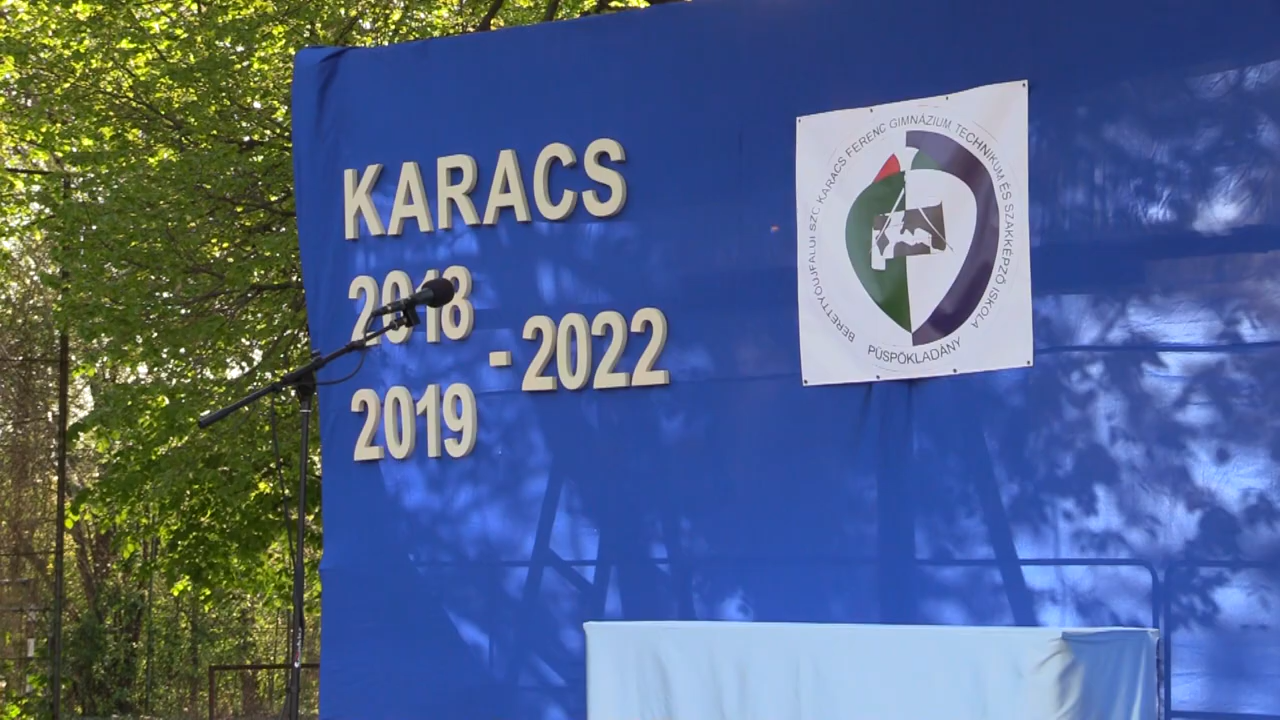 KARACS
2018
- 2022
2019
BERETTYÓÚJFALUI SZC KARACS FERENC GIMNÁZIUM TECHNIKUM ÉS SZAKKÉPZŐ ISKOLA
PÜSPÖKLADÁNY